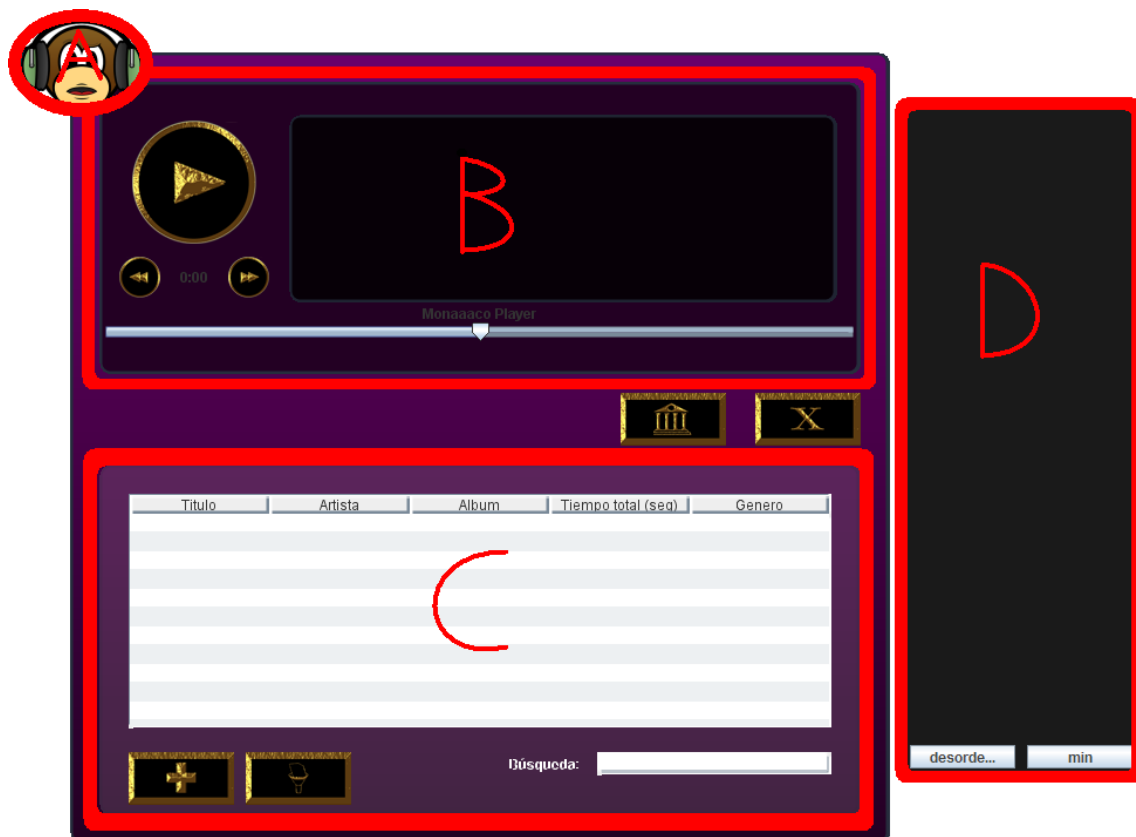 A
B
0:00
Monaaaco Player
X
Titulo Artista Album Tiempo total (seg) Genero
C
Búsqueda:
D
desorde... min